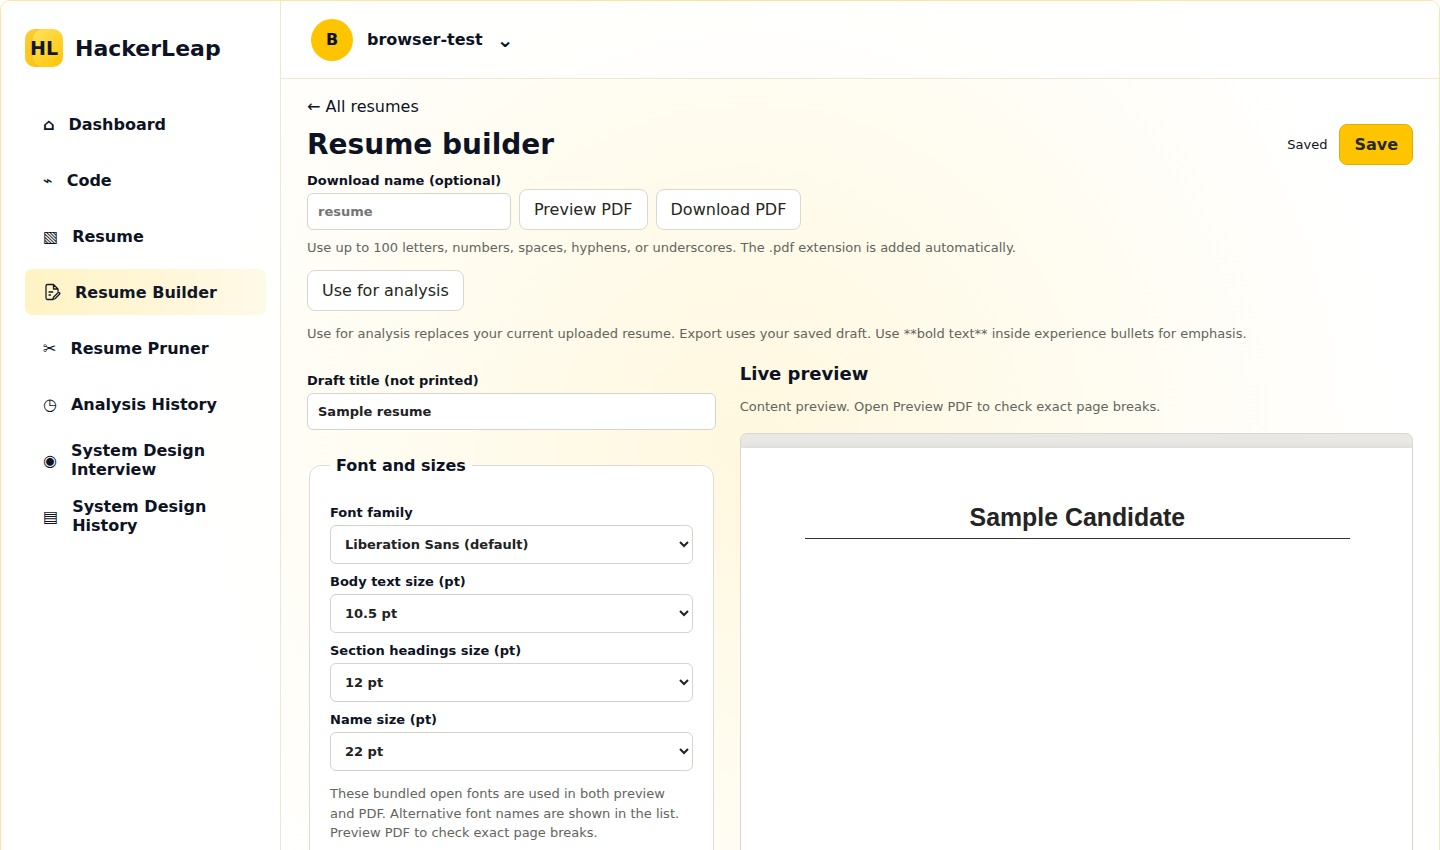 HL HackerLeap
Dashboard
Code
Resume
Resume Builder
Resume Pruner
Analysis History
System Design
Interview
System Design
History
B browser-test
← All resumes
Resume builder
Saved Save
Download name (optional)
resume Preview PDF Download PDF
Use up to 100 letters, numbers, spaces, hyphens, or underscores. The .pdf extension is added automatically.
Use for analysis
Use for analysis replaces your current uploaded resume. Export uses your saved draft. Use **bold text** inside experience bullets for emphasis.
Draft title (not printed)
Sample resume
Font and sizes
Font family
Liberation Sans (default)
Body text size (pt)
10.5 pt
Section headings size (pt)
12 pt
Name size (pt)
22 pt
These bundled open fonts are used in both preview
and PDF. Alternative font names are shown in the list.
Preview PDF to check exact page breaks.
Live preview
Content preview. Open Preview PDF to check exact page breaks.
Sample Candidate